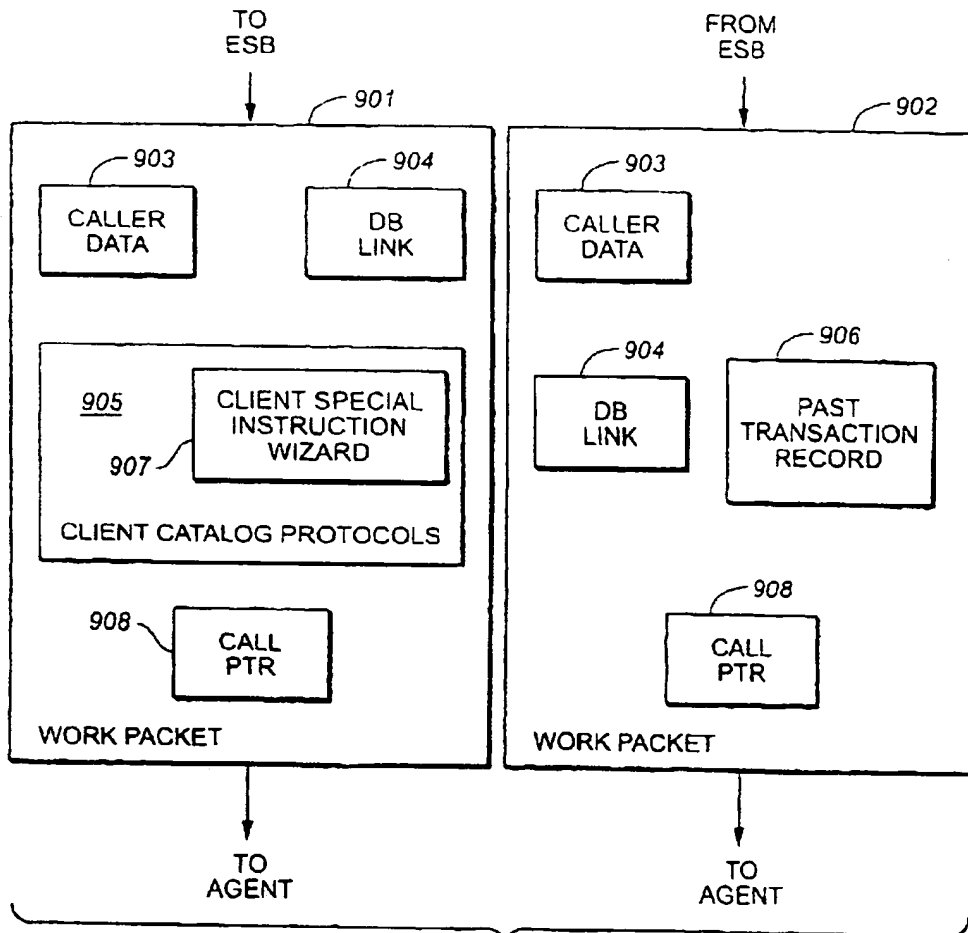 TO
ESB
901
903
904
CALLER
DATA
DB
LINK
905
CLIENT SPECIAL
INSTRUCTION
WIZARD
907
CLIENT CATALOG PROTOCOLS
908
CALL
PTR
WORK PACKET
TO
AGENT
FROM
ESB
902
903
CALLER
DATA
904
906
DB
LINK
PAST
TRANSACTION
RECORD
908
CALL
PTR
WORK PACKET
TO
AGENT